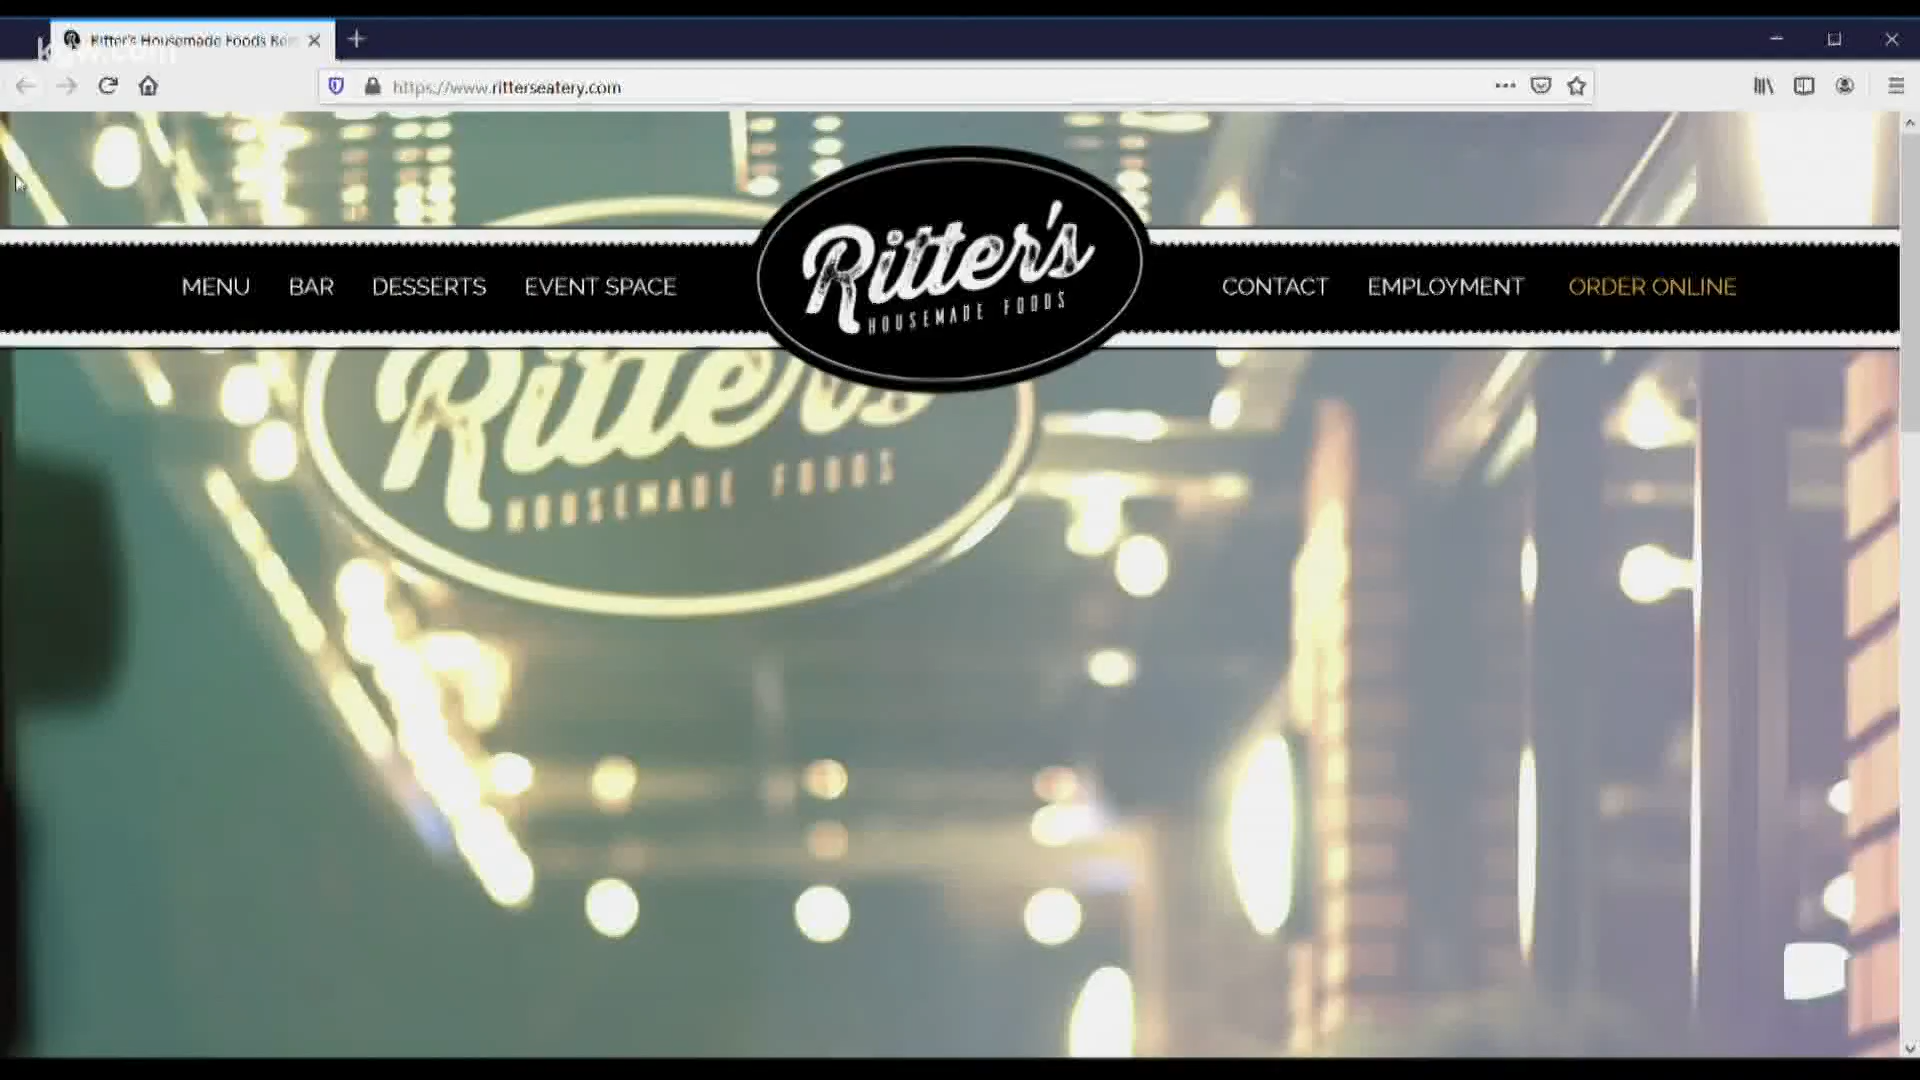 Ritter's Housemade Foods
https://www.ritterseatery.com
MENU BAR DESSERTS EVENT SPACE
Ritter's
HOUSEMADE FOODS
CONTACT EMPLOYMENT ORDER ONLINE
Ritter's
HOUSEMADE FOODS